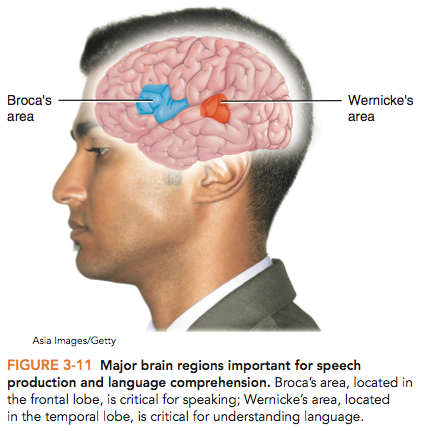 Broca's
area
Wernicke's
area
Asia Images/Getty
FIGURE 3-11 Major brain regions important for speech
production and language comprehension. Broca's area, located in
the frontal lobe, is critical for speaking; Wernicke's area, located
in the temporal lobe, is critical for understanding language.